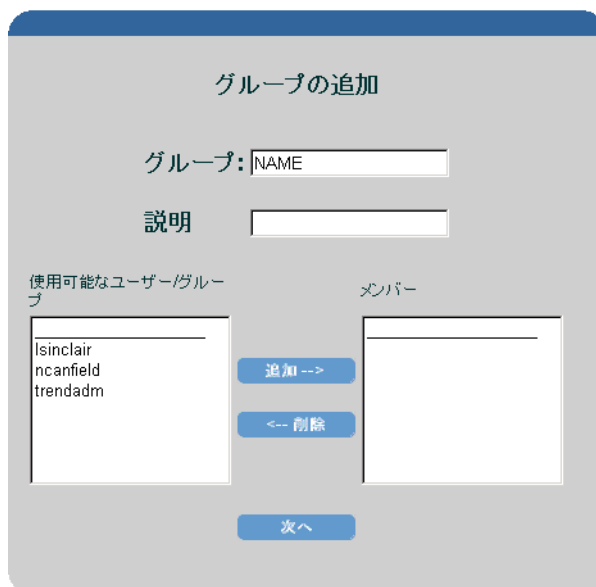 グループの追加
グループ: NAME
説明
使用可能なユーザー/グルー
プ
メンバー
lsinclair
ncanfield
trendadm
追加 -->
<-- 削除
次へ